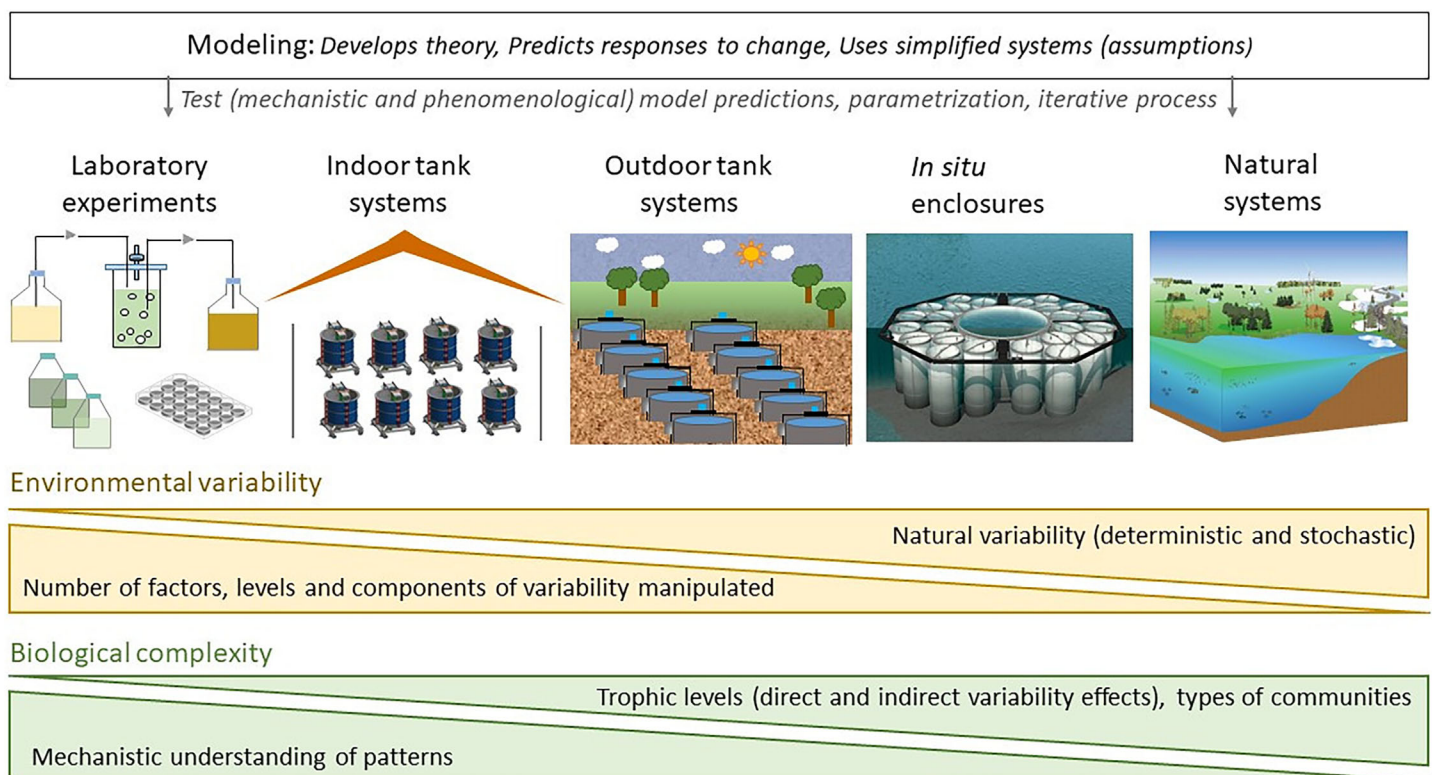 Modeling: Develops theory, Predicts responses to change, Uses simplified systems (assumptions)
Test (mechanistic and phenomenological) model predictions, parametrization, iterative process
Laboratory
experiments
Indoor tank
systems
Outdoor tank
systems
In situ
enclosures
Natural
systems
Environmental variability
Natural variability (deterministic and stochastic)
Number of factors, levels and components of variability manipulated
Biological complexity
Trophic levels (direct and indirect variability effects), types of communities
Mechanistic understanding of patterns